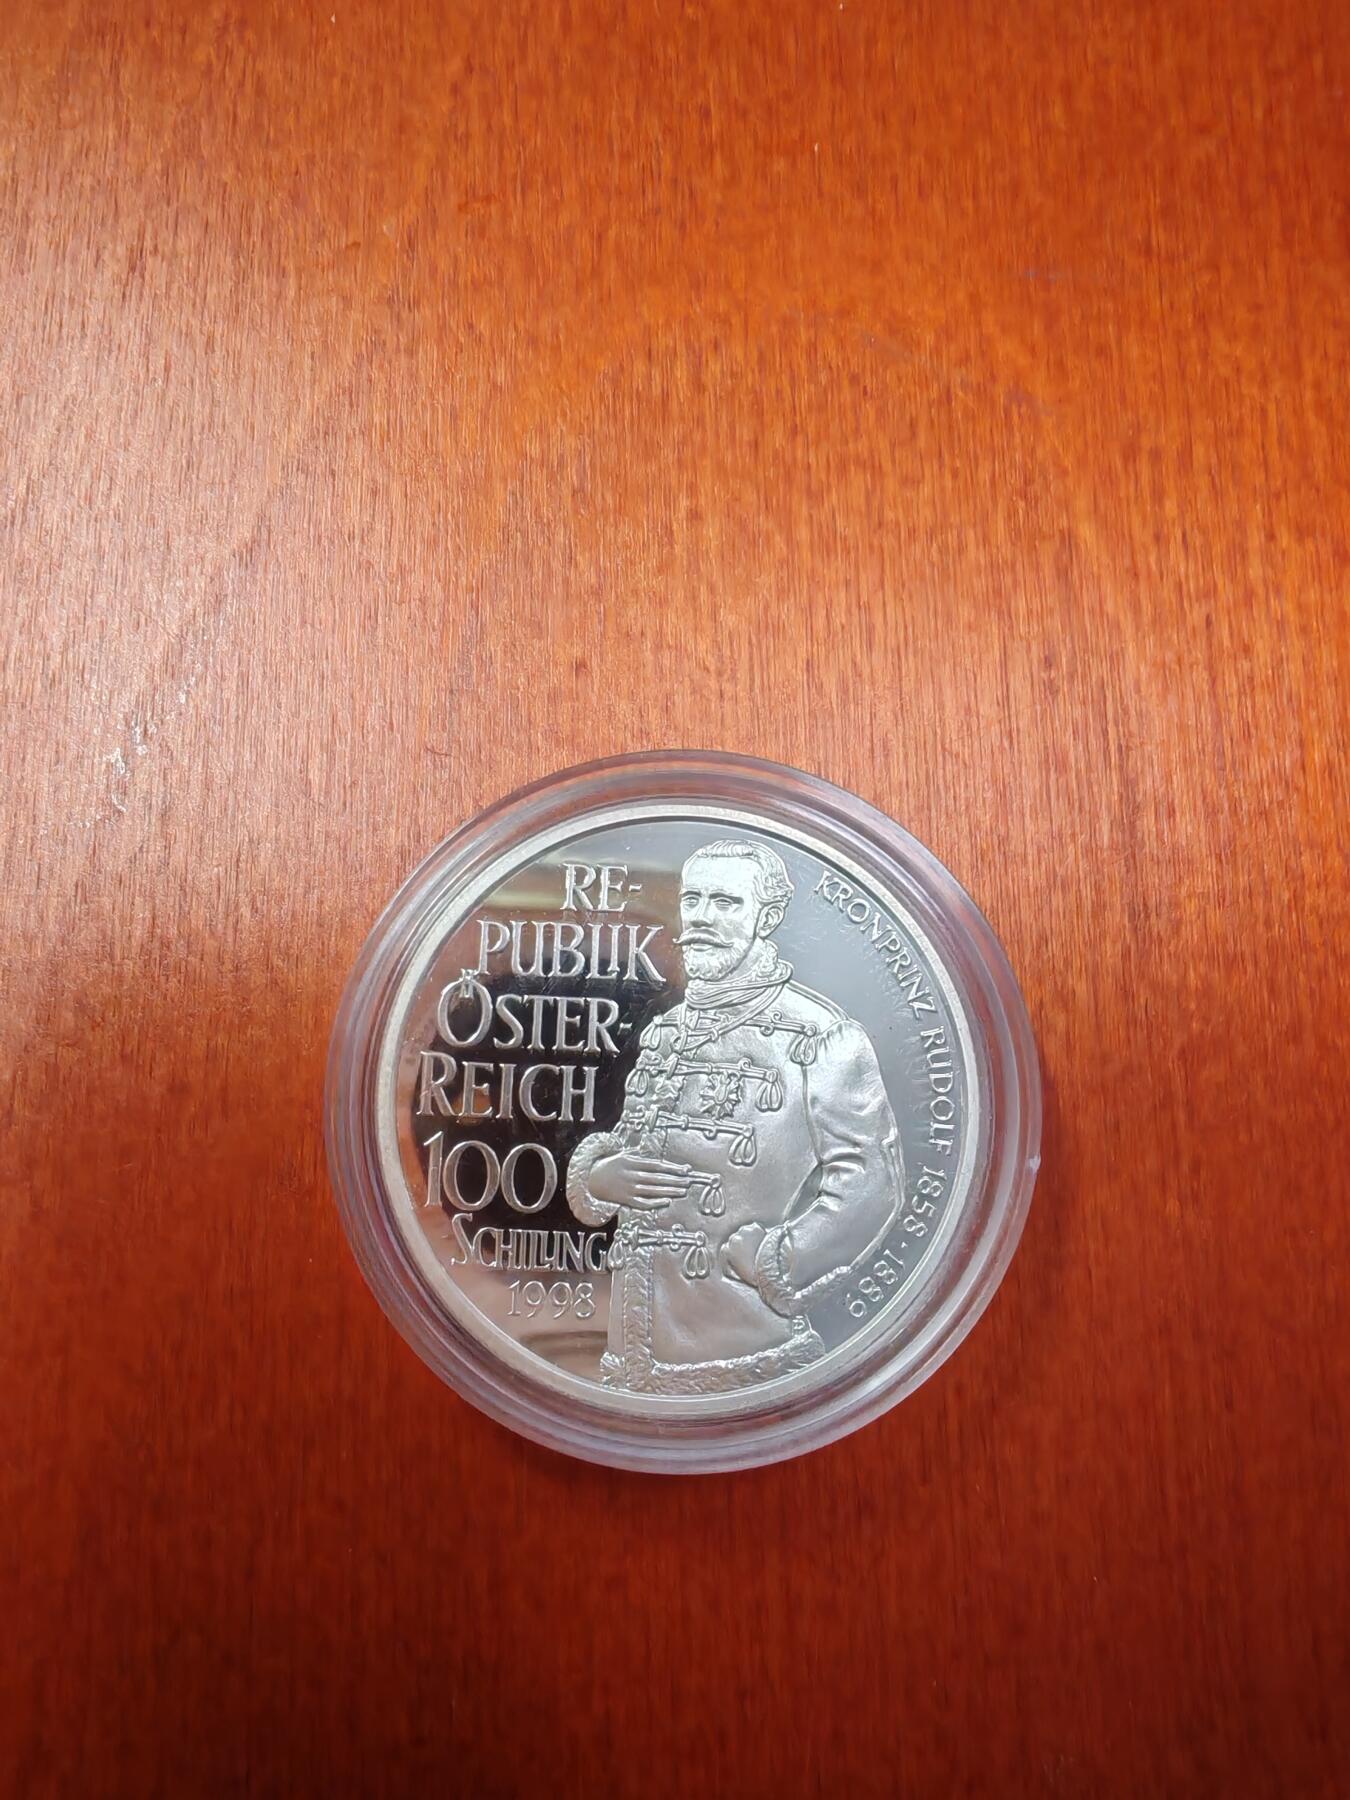 RE-
PUBLIK
ÖSTER-
REICH
100
SCHILLING
1998
KRONPRINZ RUDOLF 1858·1889